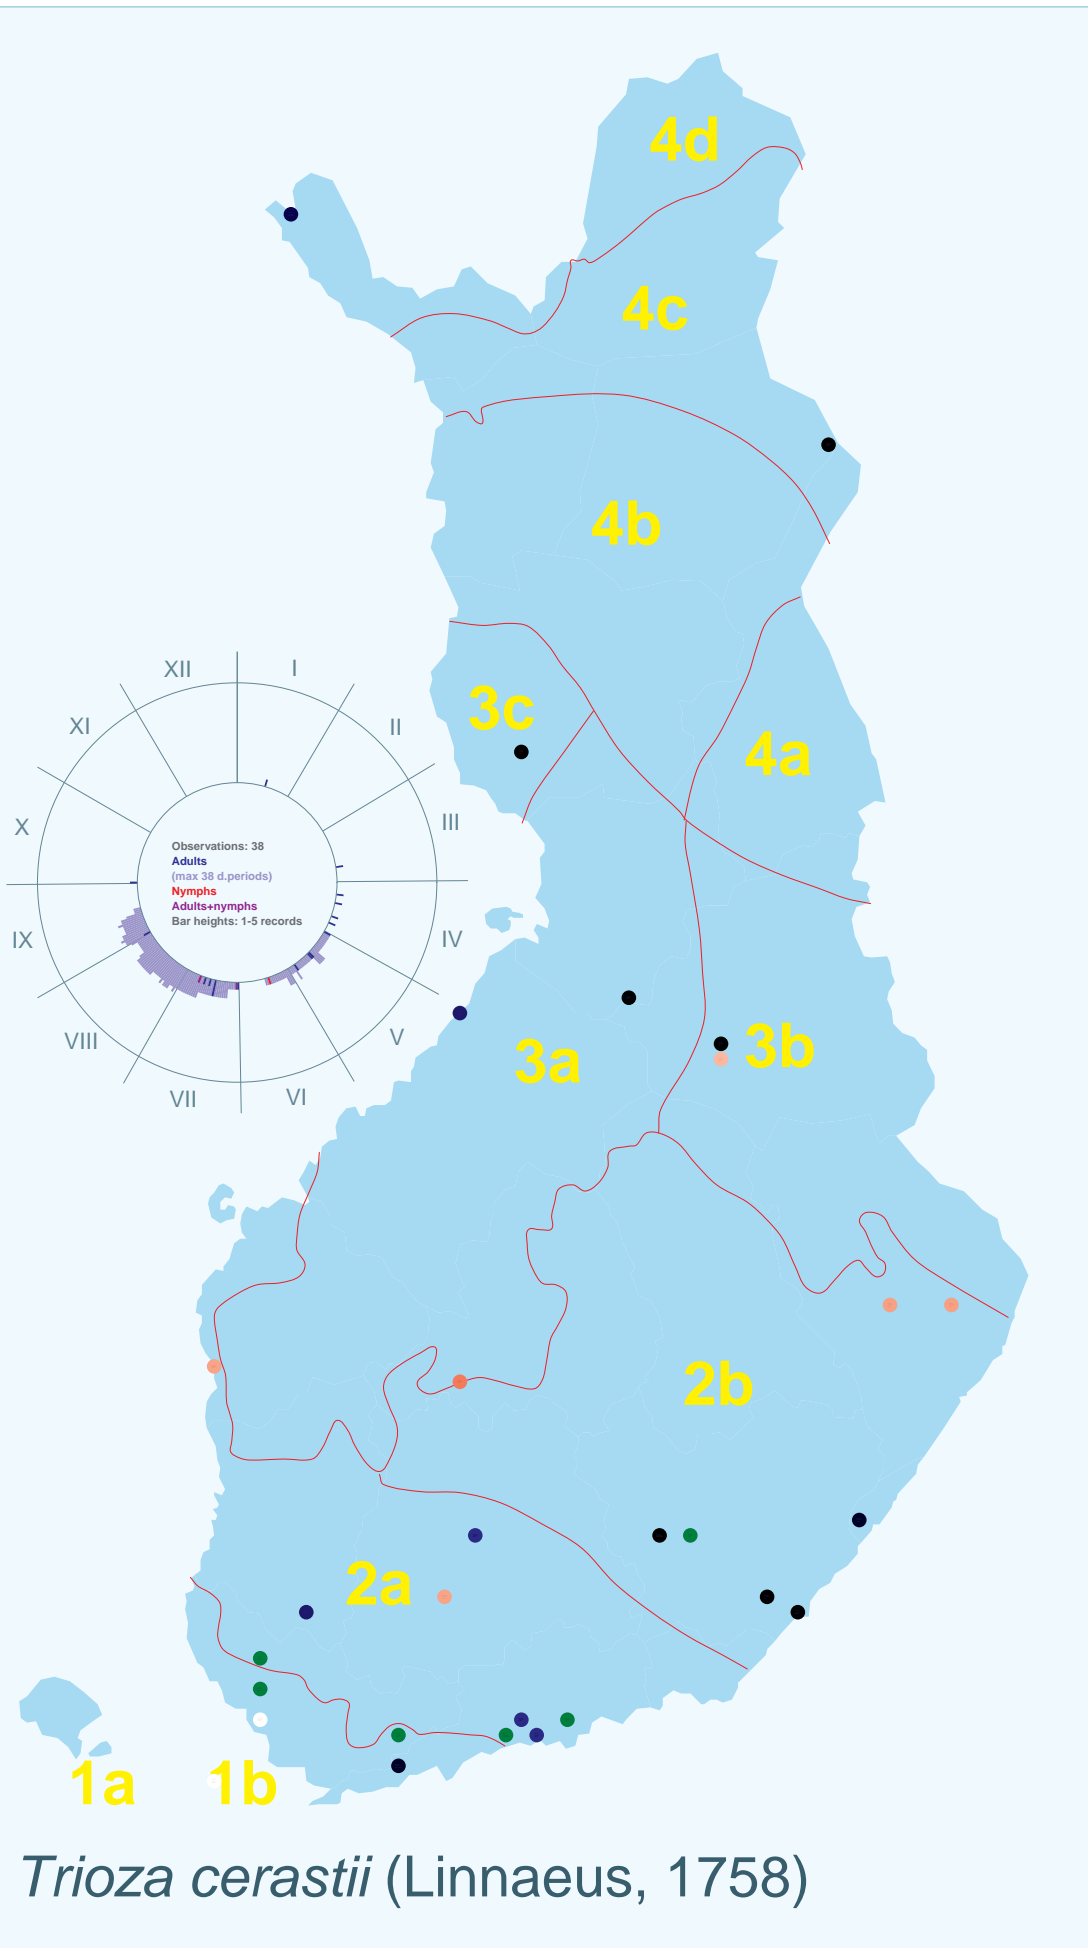 4d
4c
4b
3c
4a
XII
I
XI
II
X
III
Observations: 38
Adults
(max 38 d.periods)
Nymphs
Adults+nymphs
Bar heights: 1-5 records
IX
IV
VIII
V
VII
VI
3a
3b
2b
2a
1a
1b
Trioza cerastii (Linnaeus, 1758)